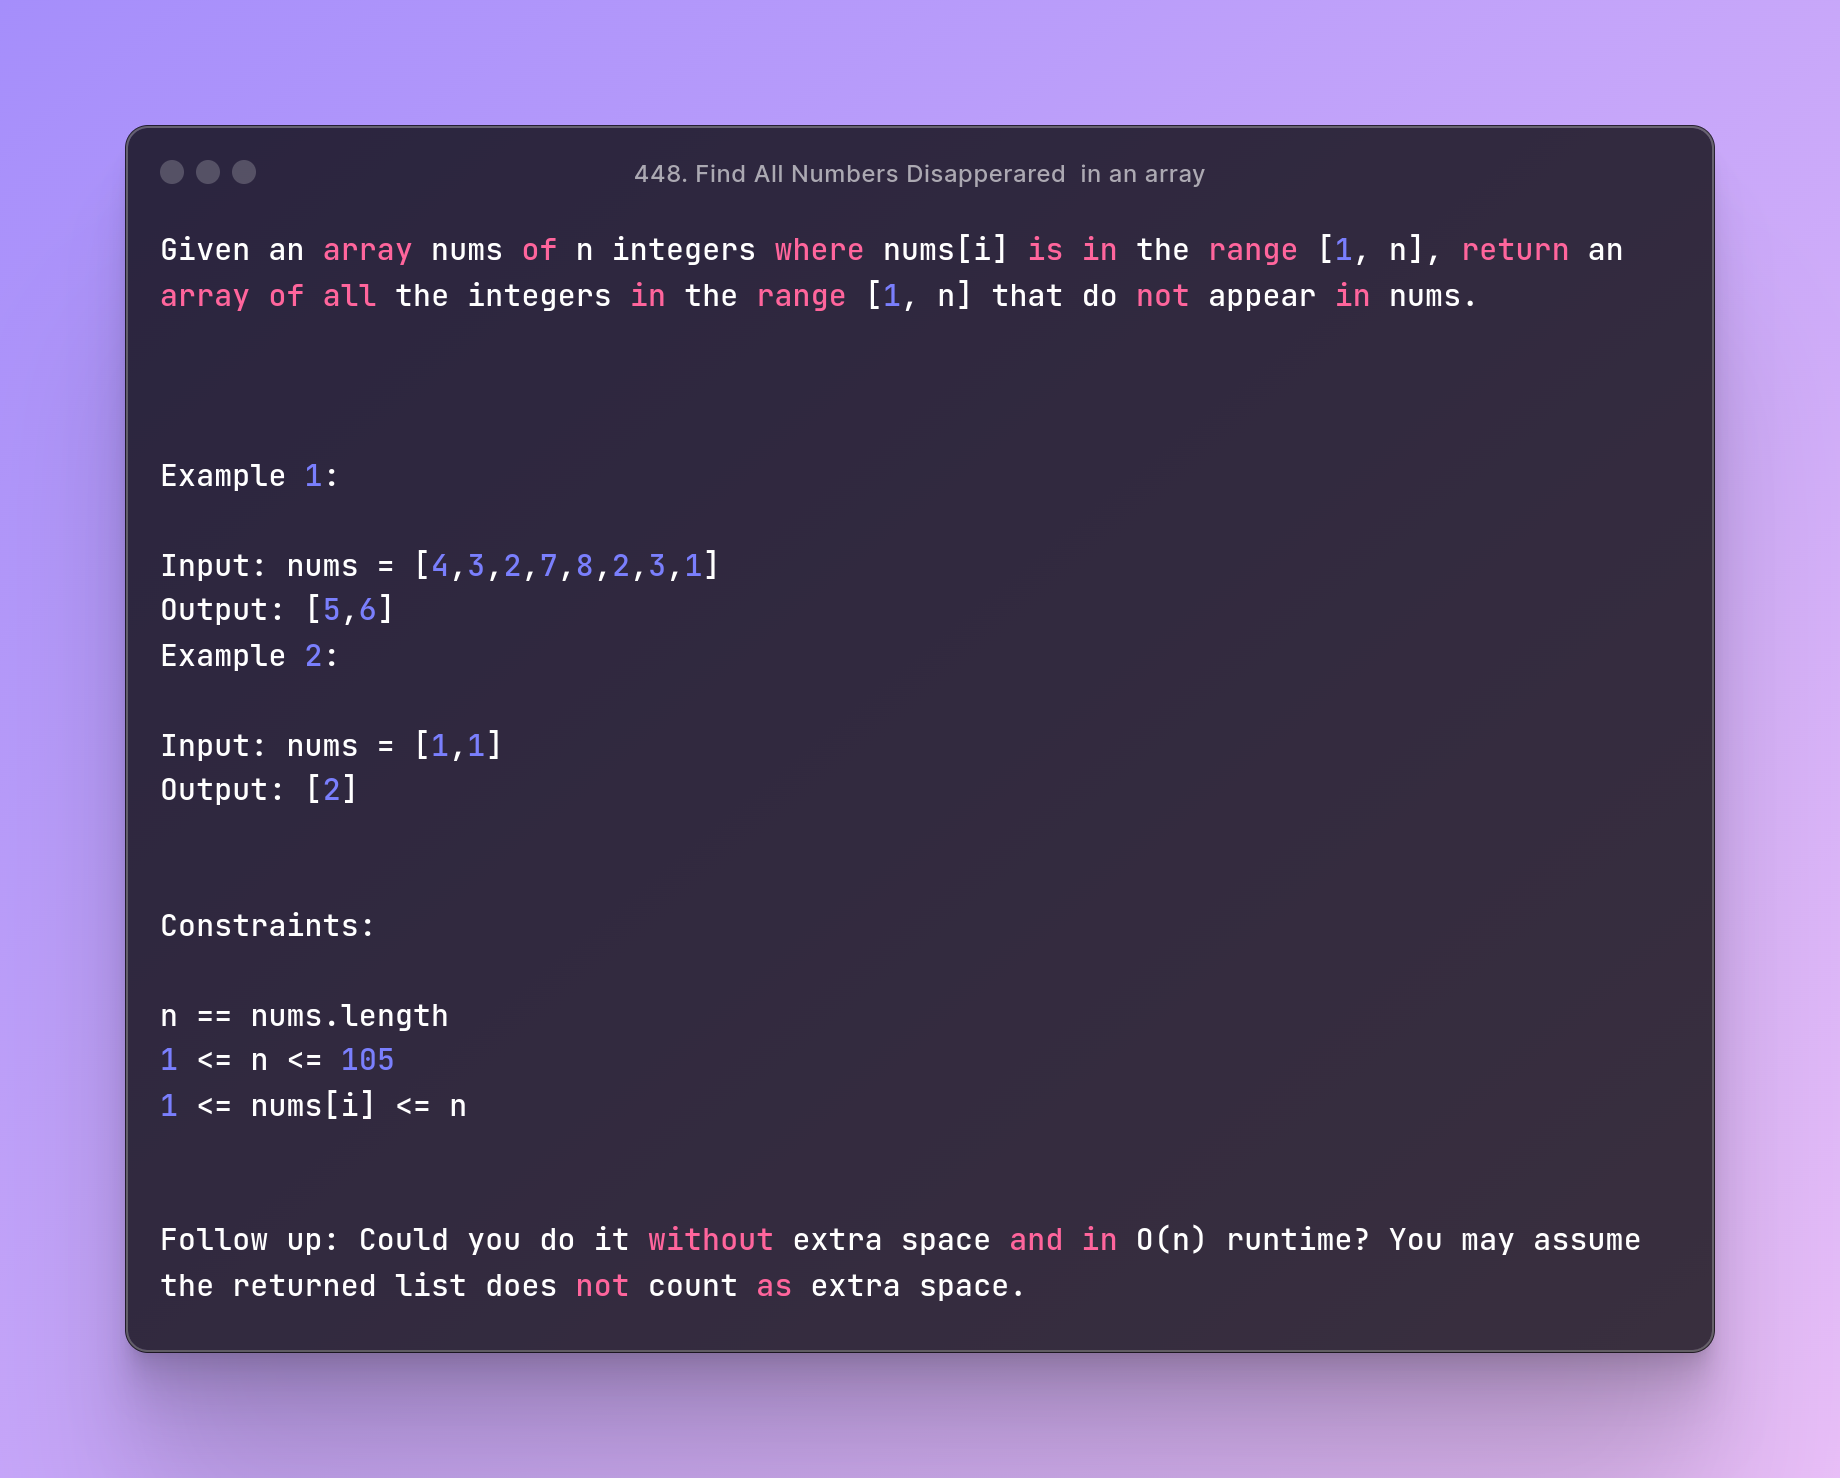 448. Find All Numbers Disapperared  in an array
Given an array nums of n integers where nums[i] is in the range [1, n], return an
array of all the integers in the range [1, n] that do not appear in nums.
Example 1:
Input: nums = [4,3,2,7,8,2,3,1]
Output: [5,6]
Example 2:
Input: nums = [1,1]
Output: [2]
Constraints:
n == nums.length
1 <= n <= 105
1 <= nums[i] <= n
Follow up: Could you do it without extra space and in O(n) runtime? You may assume
the returned list does not count as extra space.